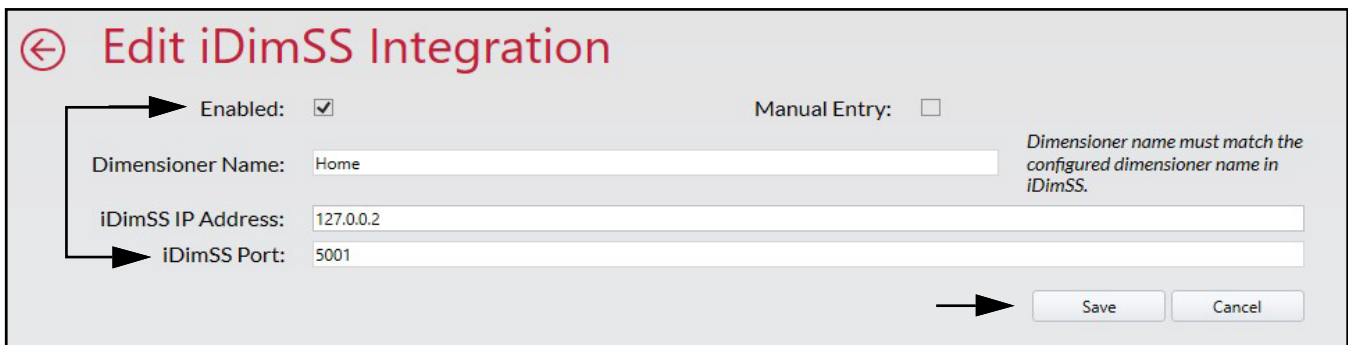 Edit iDimSS Integration
Enabled:
Manual Entry:
Dimensioner Name:
Home
Dimensioner name must match the
configured dimensioner name in
iDimSS.
iDimSS IP Address:
127.0.0.2
iDimSS Port:
5001
Save
Cancel